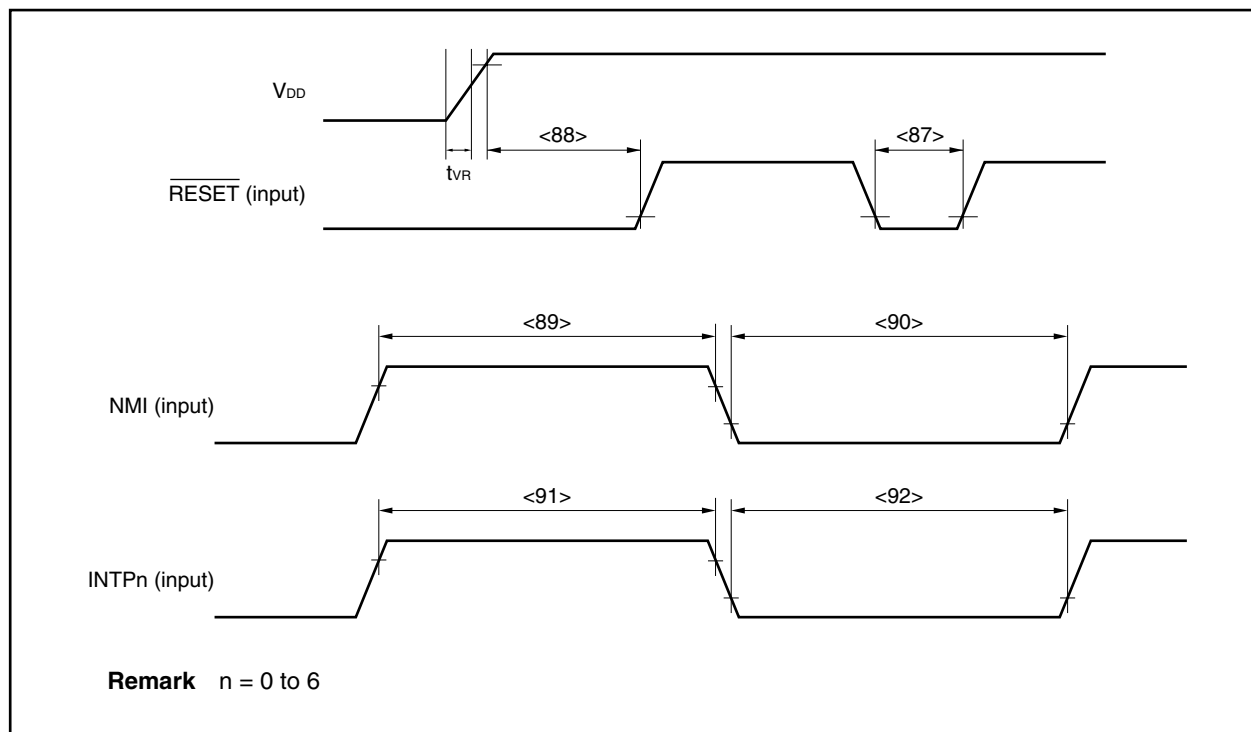 VDD
<88>
<87>
tVR
RESET (input)
<89>
<90>
NMI (input)
<91>
<92>
INTPn (input)
Remark n = 0 to 6